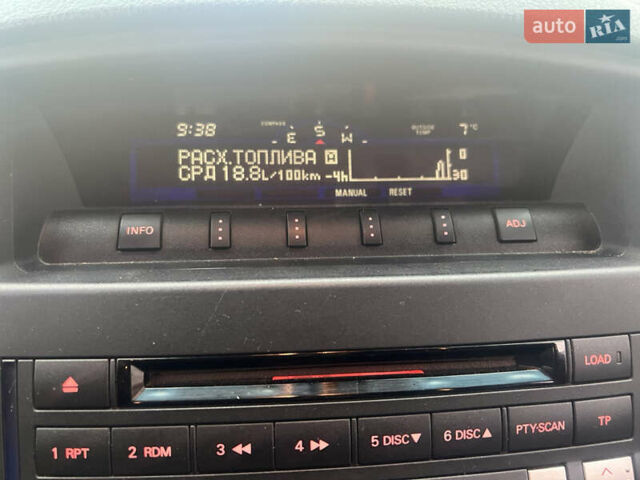 auto RIA .com
9:38 COMPASS E S W OUTSIDE TEMP 7°C
РАСХ.ТОПЛИВА A 0
СРД 18.8L/100km -4h 30
MANUAL RESET
INFO ADJ
LOAD
1 RPT 2 RDM 3 4 5 DISC 6 DISC PTY·SCAN TP